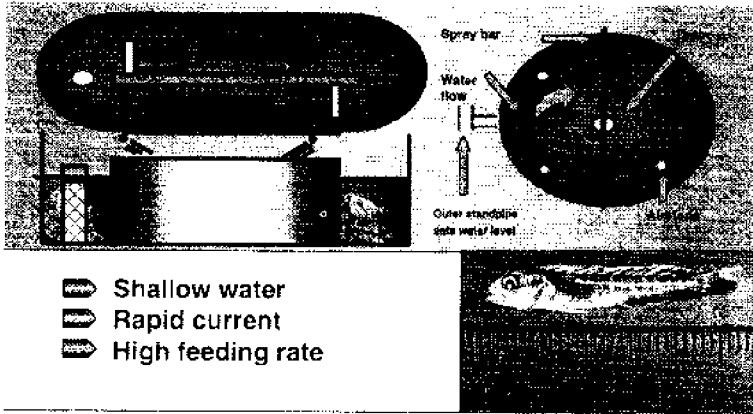 Spray bar
Water
flow
Outer standpipe
sets water level
Shallow water
Rapid current
High feeding rate